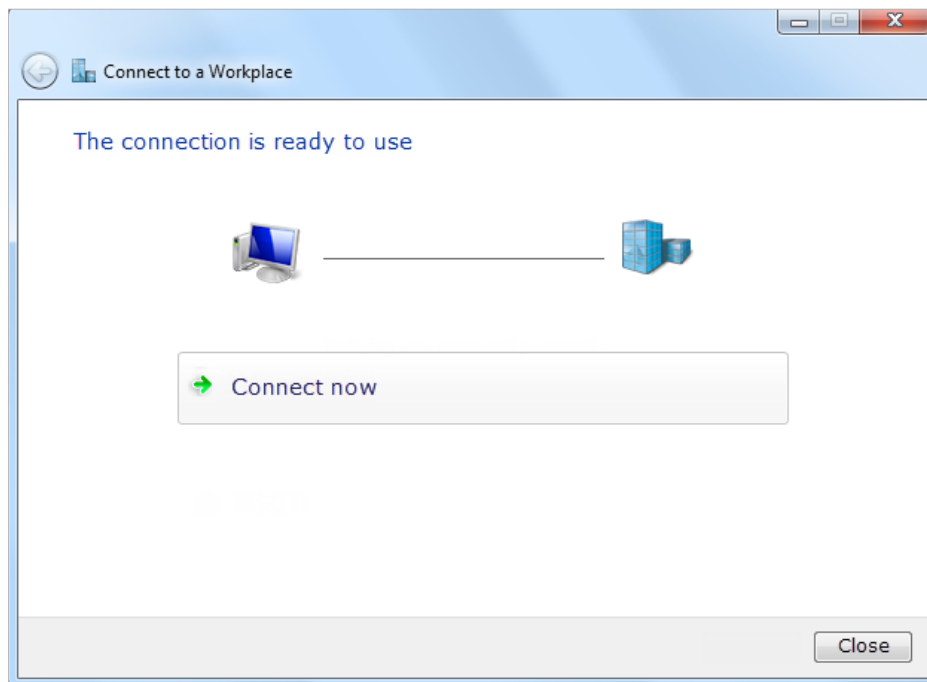 Connect to a Workplace
The connection is ready to use
Connect now
Close